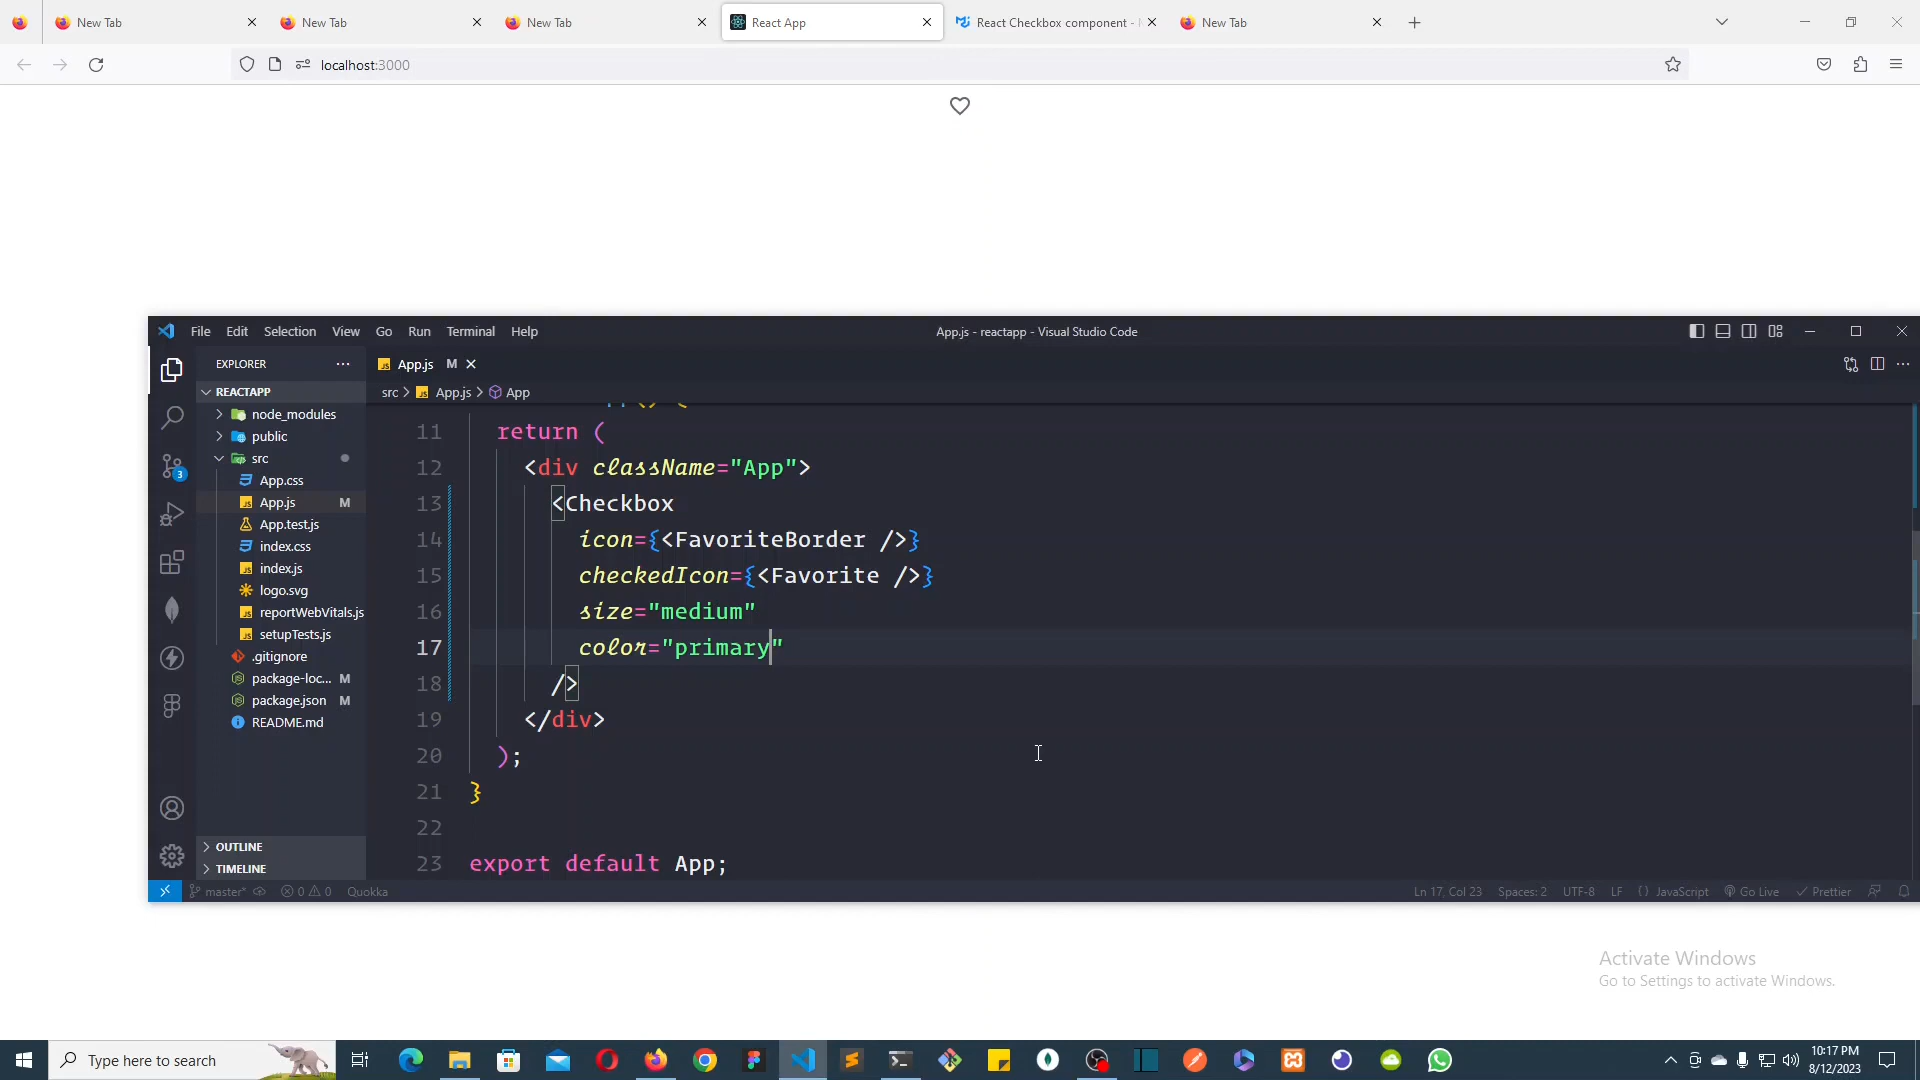 New Tab
New Tab
New Tab
React App
React Checkbox component -
New Tab
localhost:3000
File Edit Selection View Go Run Terminal Help
App.js - reactapp - Visual Studio Code
EXPLORER
App.js M
REACTAPP
src > App.js > App
node_modules
public
src
App.css
App.js M
App.test.js
index.css
index.js
logo.svg
reportWebVitals.js
setupTests.js
.gitignore
package-loc... M
package.json M
README.md
OUTLINE
TIMELINE
3
11 return (
12 <div className="App">
13 <Checkbox
14 icon={<FavoriteBorder />}
15 checkedIcon={<Favorite />}
16 size="medium"
17 color="primary"
18 />
19 </div>
20 );
21 }
22
23 export default App;
master* 0 0 Quokka
Ln 17, Col 23 Spaces: 2 UTF-8 LF {} JavaScript Go Live Prettier
Activate Windows
Go to Settings to activate Windows.
Type here to search
10:17 PM
8/12/2023